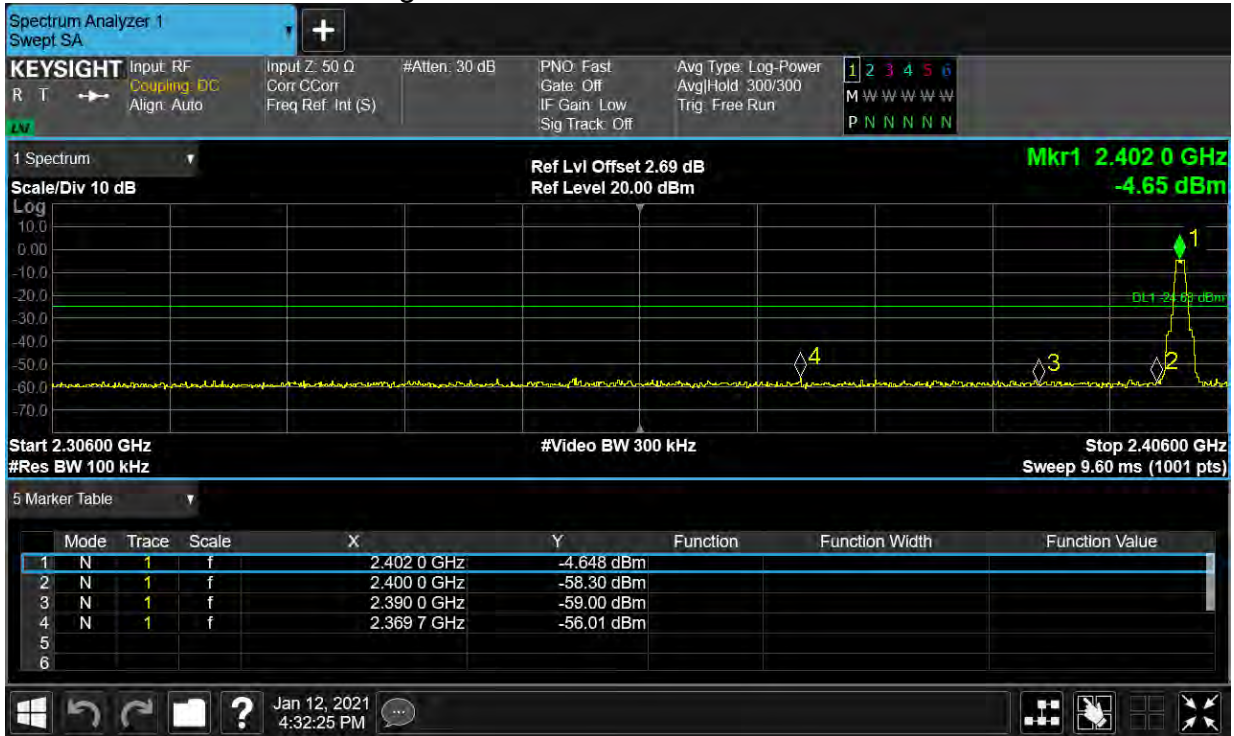 Spectrum Analyzer 1
Swept SA
+
KEYSIGHT Input: RF Input Z: 50 Ω #Atten: 30 dB PNO: Fast Avg Type: Log-Power 1 2 3 4 5 6
R T Coupling: DC Corr CCorr Gate: Off Avg|Hold: 300/300 M W W W W W W
Align: Auto Freq Ref: Int (S) IF Gain: Low Trig: Free Run
LXI Sig Track: Off P N N N N N N
1 Spectrum Ref Lvl Offset 2.69 dB Mkr1 2.402 0 GHz
Scale/Div 10 dB Ref Level 20.00 dBm -4.65 dBm
Log
10.0
0.00
-10.0
-20.0
-30.0
-40.0
-50.0
-60.0
-70.0
1
4
3
2
Start 2.30600 GHz #Video BW 300 kHz Stop 2.40600 GHz
#Res BW 100 kHz Sweep 9.60 ms (1001 pts)
5 Marker Table
Mode Trace Scale X Y Function Function Width Function Value
1 N 1 f 2.402 0 GHz -4.648 dBm
2 N 1 f 2.400 0 GHz -58.30 dBm
3 N 1 f 2.390 0 GHz -59.00 dBm
4 N 1 f 2.369 7 GHz -56.01 dBm
5
6
? Jan 12, 2021
4:32:25 PM